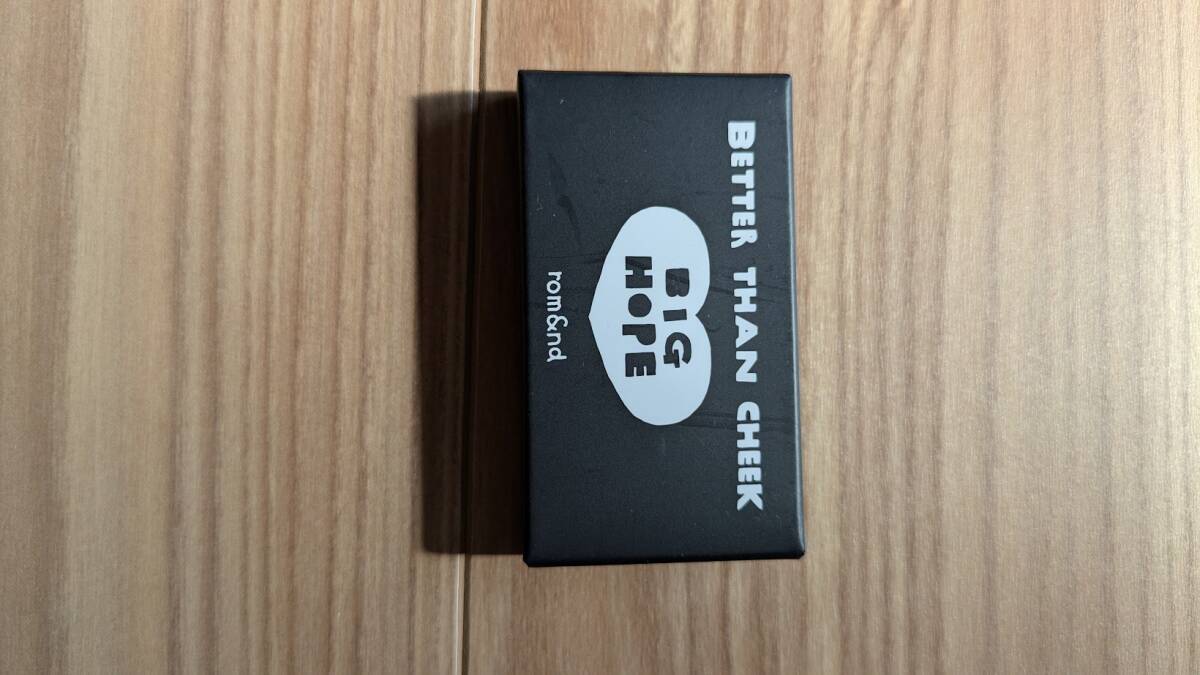 BETTER THAN CHEEK
BIG
HOPE
rom&nd